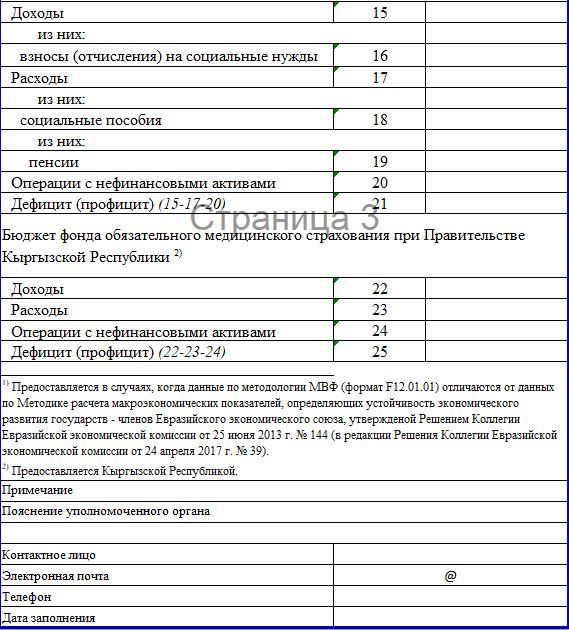 Доходы 15
из них:
взносы (отчисления) на социальные нужды 16
Расходы 17
из них:
социальные пособия 18
из них:
пенсии 19
Операции с нефинансовыми активами 20
Дефицит (профицит) (15-17-20) 21
Страница 3
Бюджет фонда обязательного медицинского страхования при Правительстве
Кыргызской Республики 2)
Доходы 22
Расходы 23
Операции с нефинансовыми активами 24
Дефицит (профицит) (22-23-24) 25
1) Предоставляется в случаях, когда данные по методологии МВФ (формат F12.01.01) отличаются от данных
по Методике расчета макроэкономических показателей, определяющих устойчивость экономического
развития государств - членов Евразийского экономического союза, утвержденой Решением Коллегии
Евразийской экономической комиссии от 25 июня 2013 г. № 144 (в редакции Решения Коллегии Евразийской
экономической комиссии от 24 апреля 2017 г. № 39).
2) Предоставляется Кыргызской Республикой.
Примечание
Пояснение уполномоченного органа
Контактное лицо
Электронная почта @
Телефон
Дата заполнения